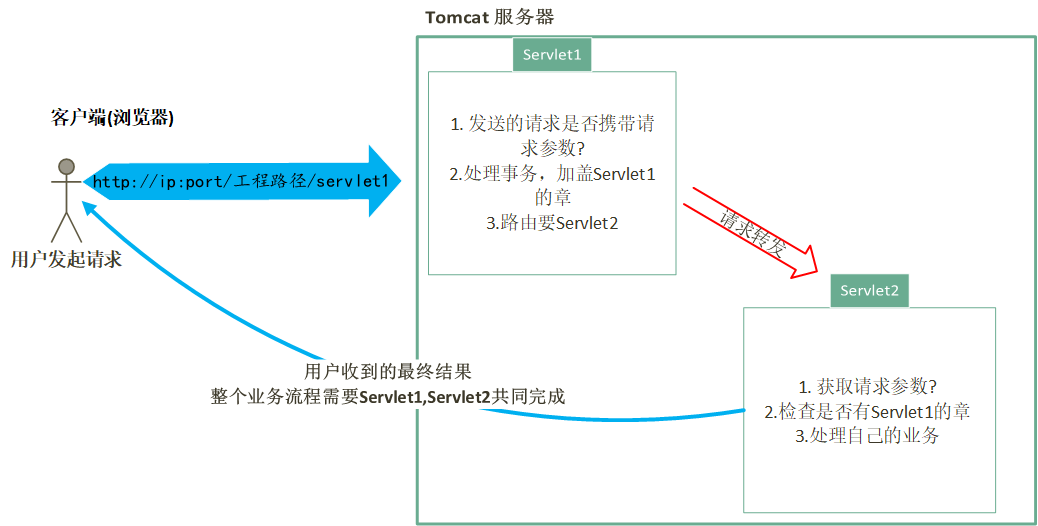 Tomcat 服务器
Servlet1
客户端(浏览器)
1. 发送的请求是否携带请
求参数?
2.处理事务，加盖Servlet1
的章
3.路由要Servlet2
http://ip:port/工程路径/servlet1
用户发起请求
请求转发
Servlet2
用户收到的最终结果
整个业务流程需要Servlet1,Servlet2共同完成
1. 获取请求参数?
2.检查是否有Servlet1的章
3.处理自己的业务